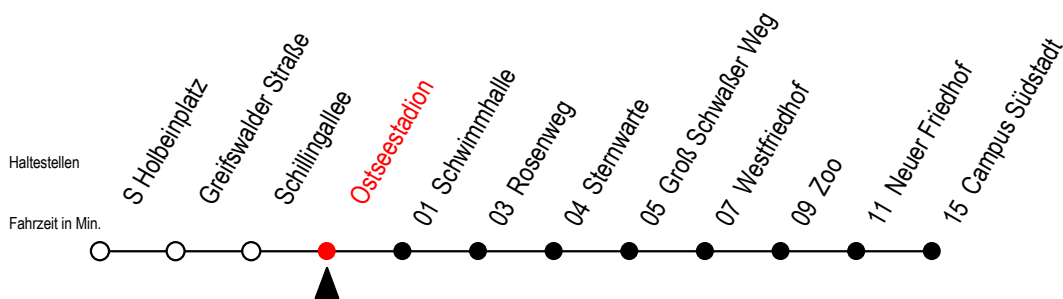 Haltestellen
Fahrzeit in Min.
S Holbeinplatz
Greifswalder Straße
Schillingallee
Ostseestadion
01 Schwimmhalle
03 Rosenweg
04 Sternwarte
05 Groß Schwaßer Weg
07 Westfriedhof
09 Zoo
11 Neuer Friedhof
15 Campus Südstadt